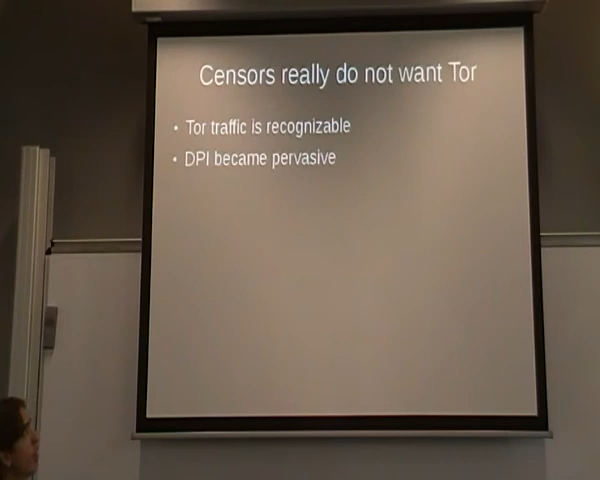 Censors really do not want Tor
• Tor traffic is recognizable
• DPI became pervasive